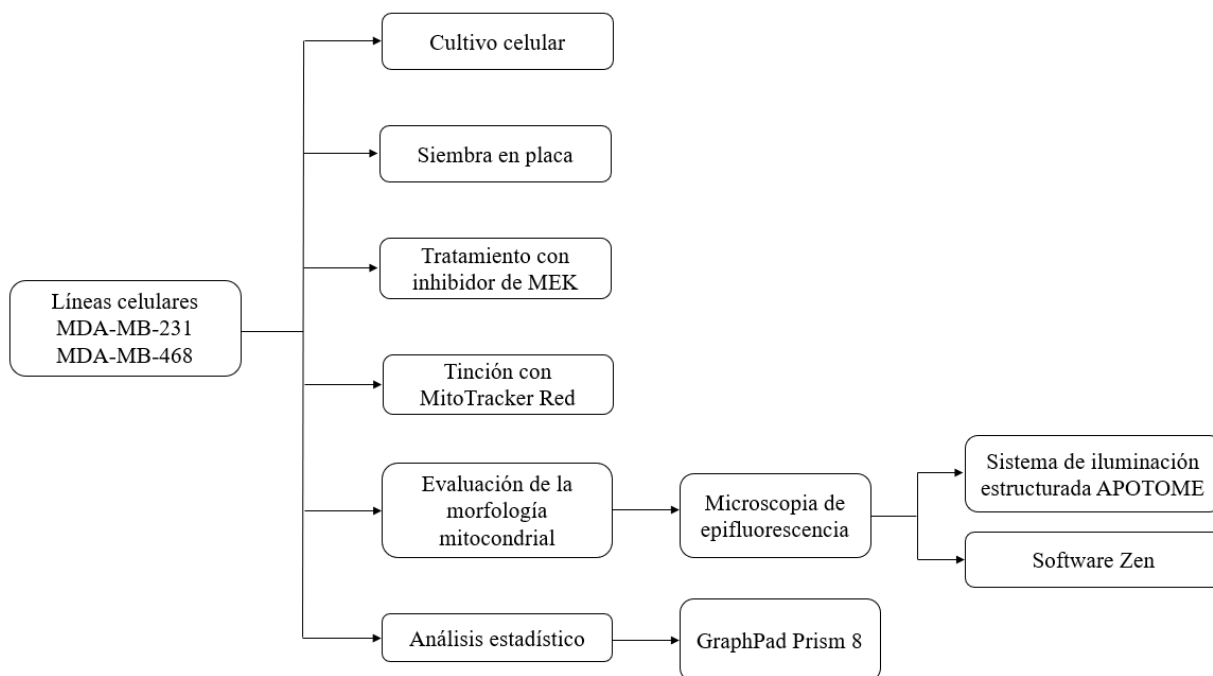 Cultivo celular
Siembra en placa
Tratamiento con
inhibidor de MEK
Líneas celulares
MDA-MB-231
MDA-MB-468
Tinción con
MitoTracker Red
Evaluación de la
morfología
mitocondrial
Microscopia de
epifluorescencia
Sistema de iluminación
estructurada APOTOME
Software Zen
Análisis estadístico
GraphPad Prism 8